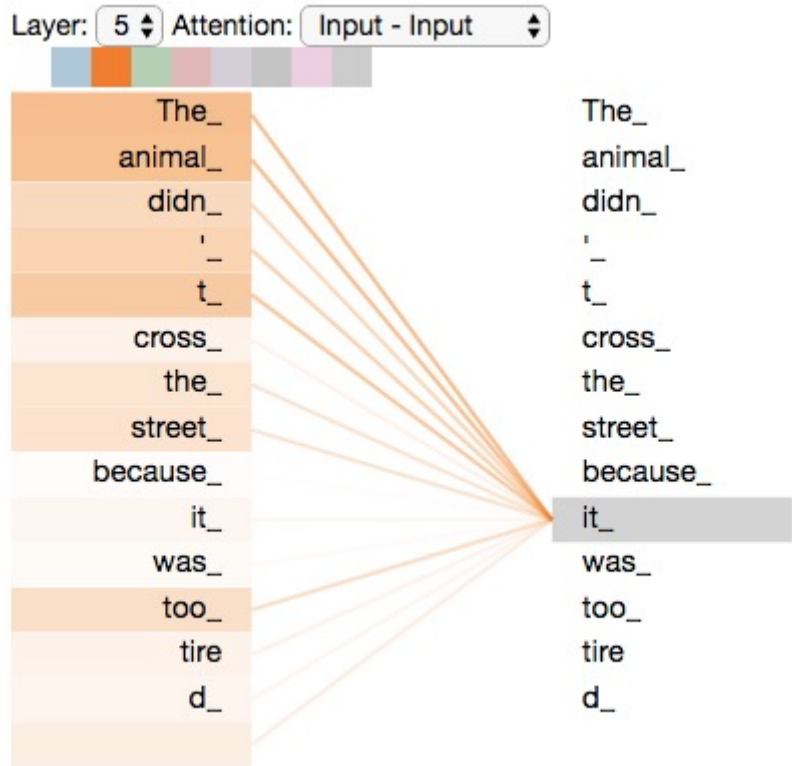 Layer: 5 Attention: Input - Input
The_ The_
animal_ animal_
didn_ didn_
'_ '_
t_ t_
cross_ cross_
the_ the_
street_ street_
because_ because_
it_ it_
was_ was_
too_ too_
tire tire
d_ d_